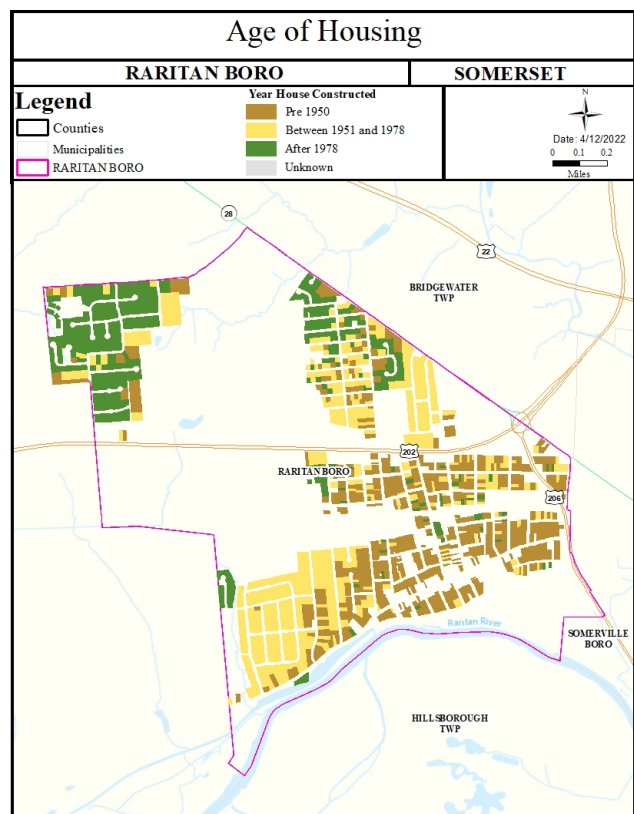 Age of Housing
RARITAN BORO
SOMERSET
Legend
Counties
Municipalities
RARITAN BORO
Year House Constructed
Pre 1950
Between 1951 and 1978
After 1978
Unknown
N
Date: 4/12/2022
0 0.1 0.2
Miles
28
22
BRIDGEWATER
TWP
202
RARITAN BORO
206
Raritan River
SOMERVILLE
BORO
HILLSBOROUGH
TWP